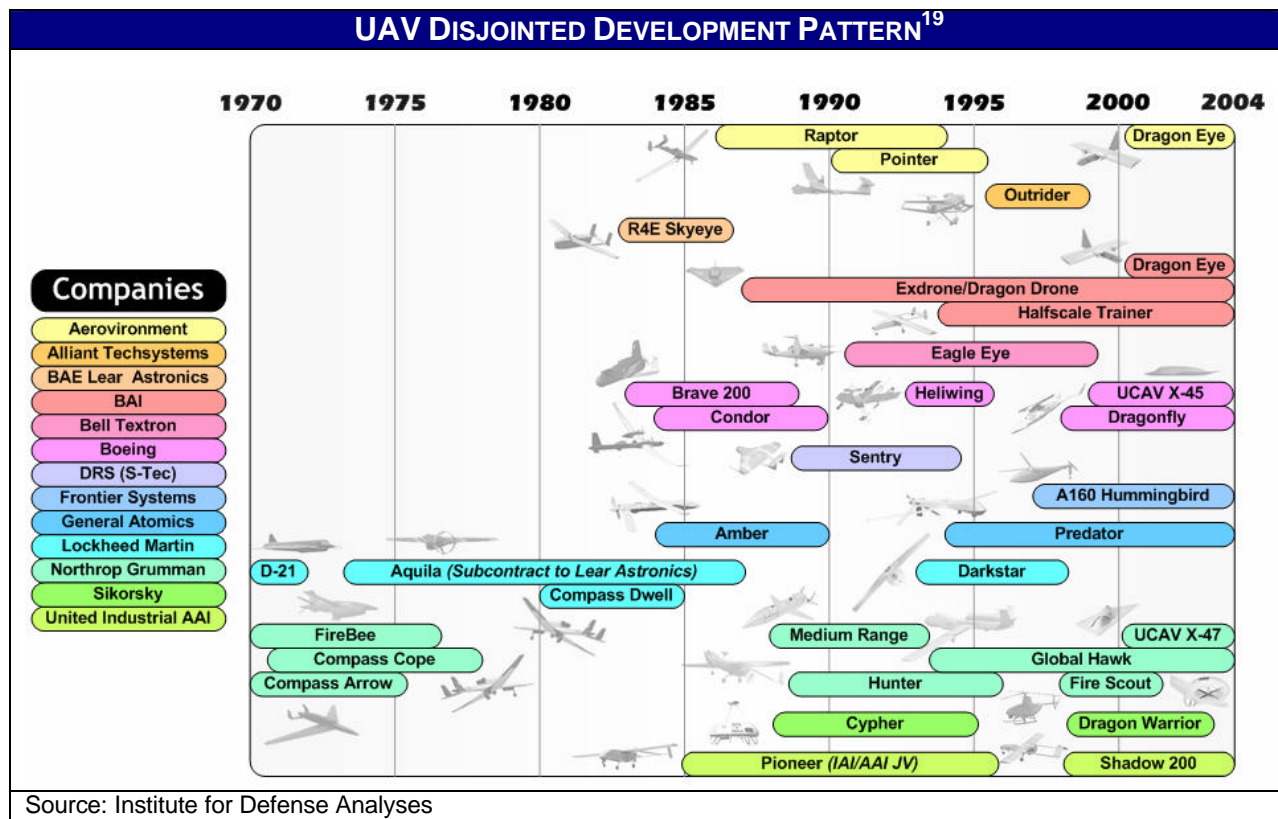 UAV DISJOINTED DEVELOPMENT PATTERN19
1970 1975 1980 1985 1990 1995 2000 2004
Raptor Dragon Eye
Pointer
Outrider
R4E Skyeye
Dragon Eye
Companies
Exdrone/Dragon Drone
Halfscale Trainer
Aerovironment
Alliant Techsystems
Eagle Eye
BAE Lear Astronics
BAI
Brave 200 Heliwing UCAV X-45
Bell Textron
Condor Dragonfly
Boeing
DRS (S-Tec)
Sentry
Frontier Systems
A160 Hummingbird
General Atomics
Amber Predator
Lockheed Martin
Northrop Grumman
D-21 Aquila (Subcontract to Lear Astronics) Darkstar
Sikorsky
Compass Dwell
United Industrial AAI
FireBee Medium Range UCAV X-47
Compass Cope Global Hawk
Compass Arrow Hunter Fire Scout
Cypher Dragon Warrior
Pioneer (IAI/AAI JV) Shadow 200
Source: Institute for Defense Analyses